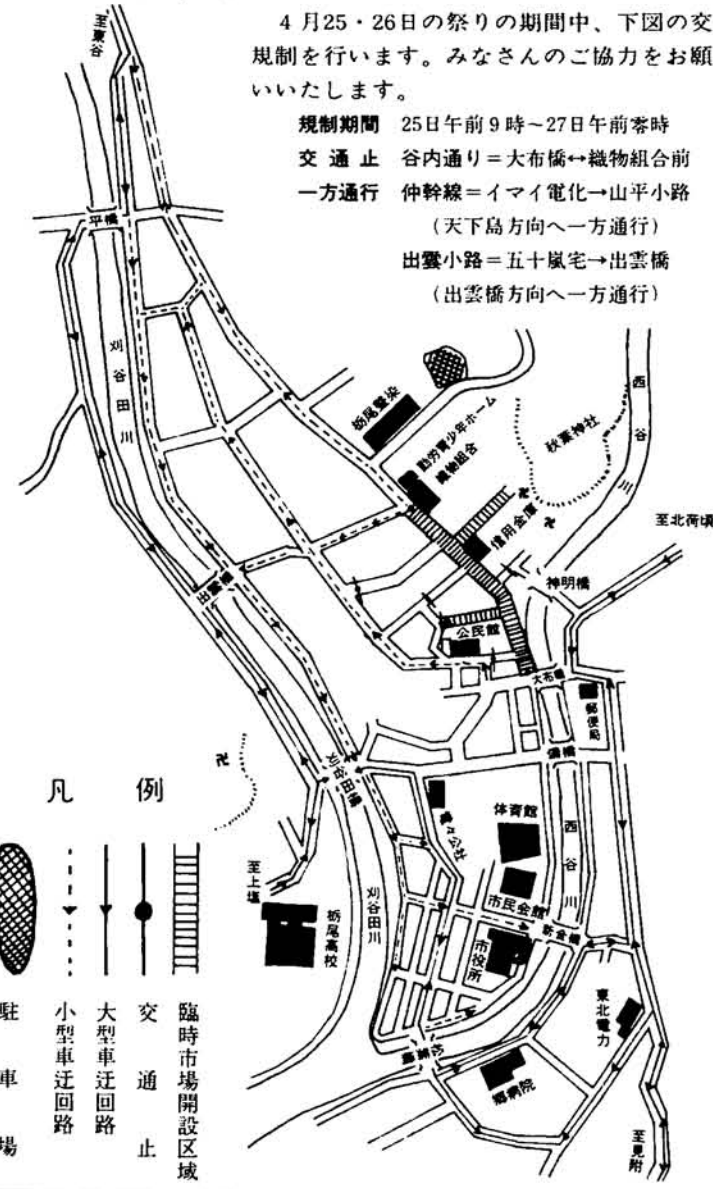 4月25・26日の祭りの期間中、下図の交
規制を行います。みなさんのご協力をお願
いいたします。
規制期間 25日午前9時～27日午前零時
交通止 谷内通り＝大布橋↔織物組合前
一方通行 仲幹線＝イマイ電化→山平小路
（天下島方向へ一方通行）
出雲小路＝五十嵐宅→出雲橋
（出雲橋方向へ一方通行）
至東谷
平橋
刈谷田川
栃尾整染
勤労青少年ホーム
織物組合
信用金庫
秋葉神社
西谷川
至北荷頃
神明橋
出雲橋
公民館
大布橋
郵便局
刈谷田橋
体育館
西谷川
市民会館
新金橋
市役所
刈谷田川
至上塩
栃尾高校
東北電力
郷病院
至見附
凡例
駐車場
小型車迂回路
大型車迂回路
交通止
臨時市場開設区域